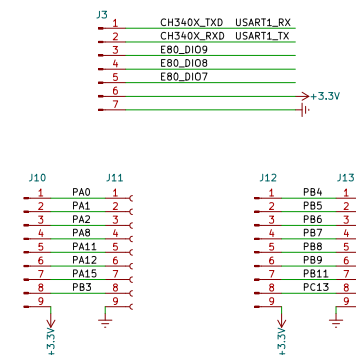 J3
1 CH340X_TXD USART1_RX
2 CH340X_RXD USART1_TX
3 E80_DIO9
4 E80_DIO8
5 E80_DIO7
6 +3.3V
7
J10 J11 J12 J13
1 PA0 1 1 PB4 1
2 PA1 2 2 PB5 2
3 PA2 3 3 PB6 3
4 PA8 4 4 PB7 4
5 PA11 5 5 PB8 5
6 PA12 6 6 PB9 6
7 PA15 7 7 PB11 7
8 PB3 8 8 PC13 8
9 9 9 9
+3.3V +3.3V